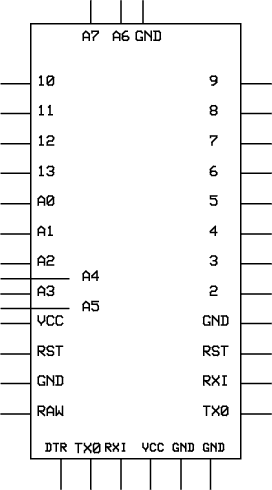 A7 A6 GND
10 9
11 8
12 7
13 6
A0 5
A1 4
A2 3
A4
A3 2
A5
VCC GND
RST RST
GND RXI
RAW TX0
DTR TX0 RXI VCC GND GND